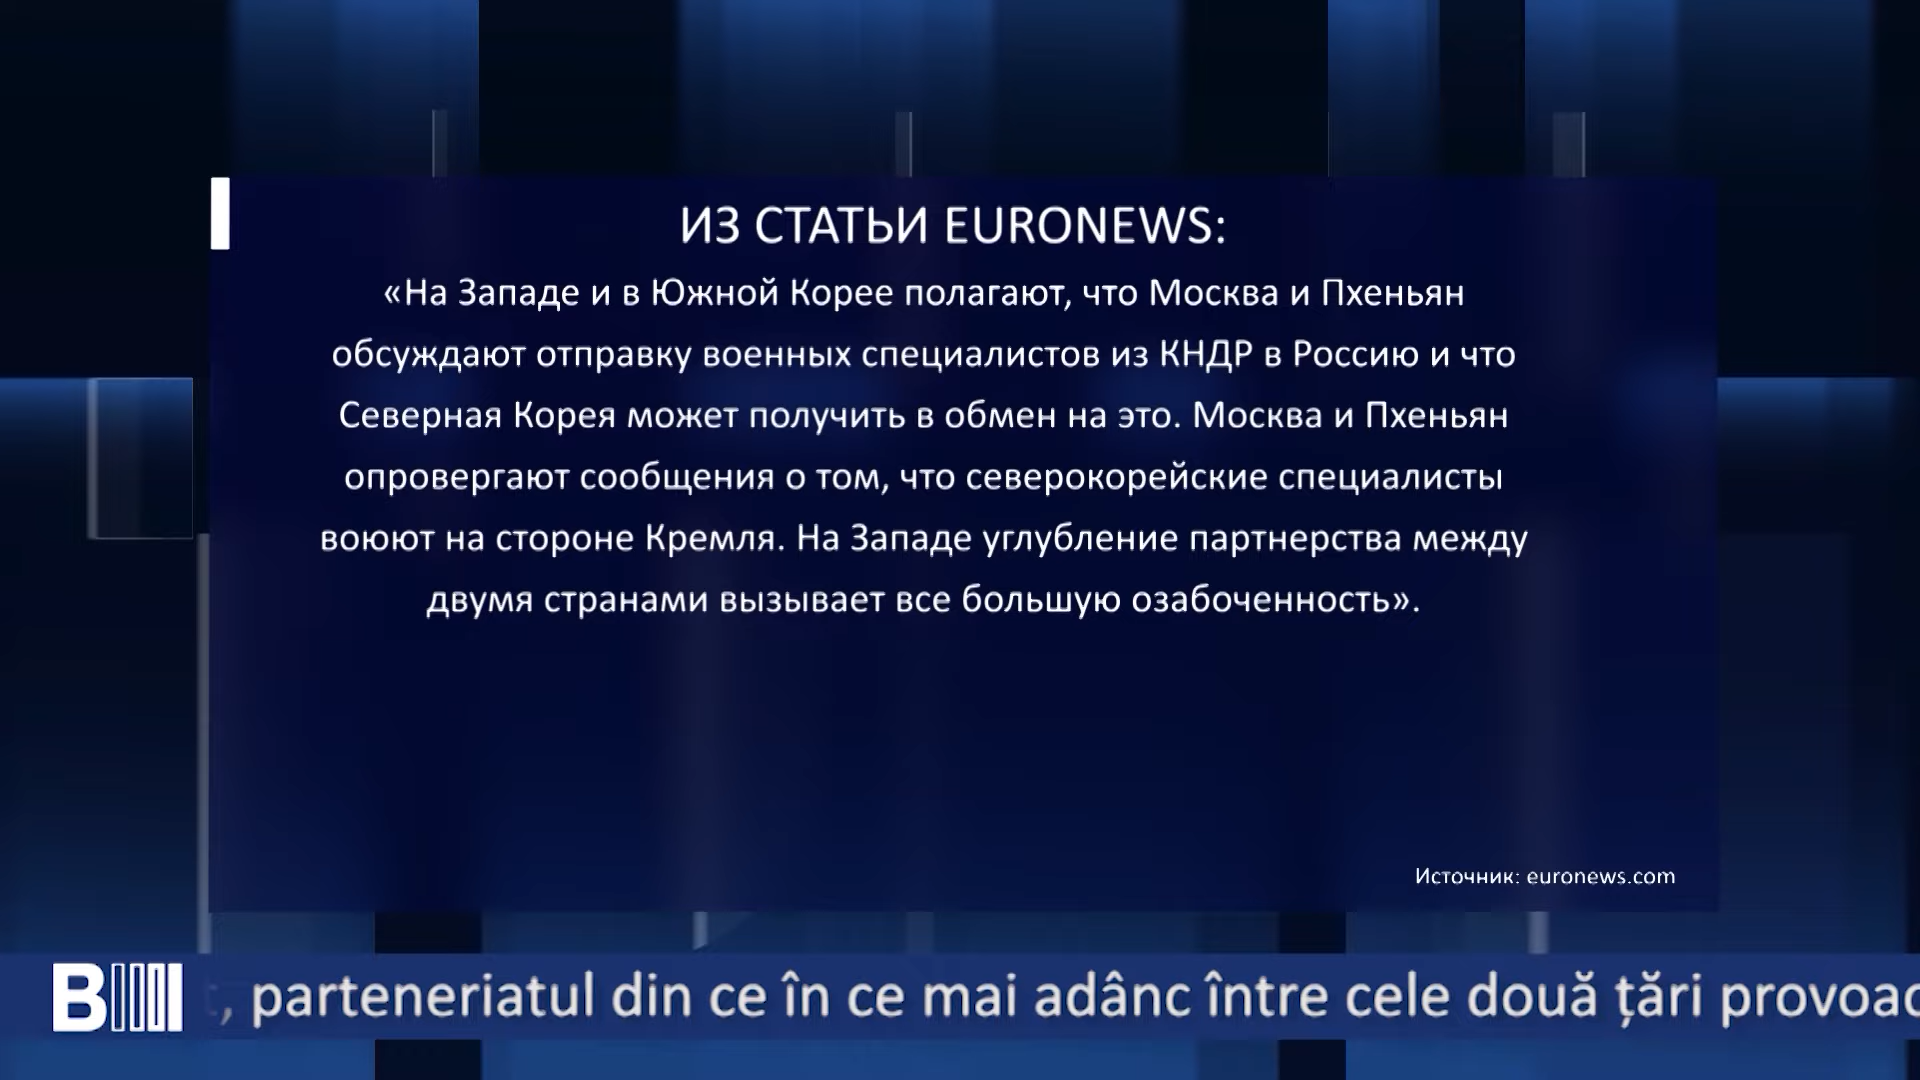 ИЗ СТАТЬИ EURONEWS:
«На Западе и в Южной Корее полагают, что Москва и Пхеньян
обсуждают отправку военных специалистов из КНДР в Россию и что
Северная Корея может получить в обмен на это. Москва и Пхеньян
опровергают сообщения о том, что северокорейские специалисты
воюют на стороне Кремля. На Западе углубление партнерства между
двумя странами вызывает все большую озабоченность».
Источник: euronews.com
B
, parteneriatul din ce în ce mai adânc între cele două țări